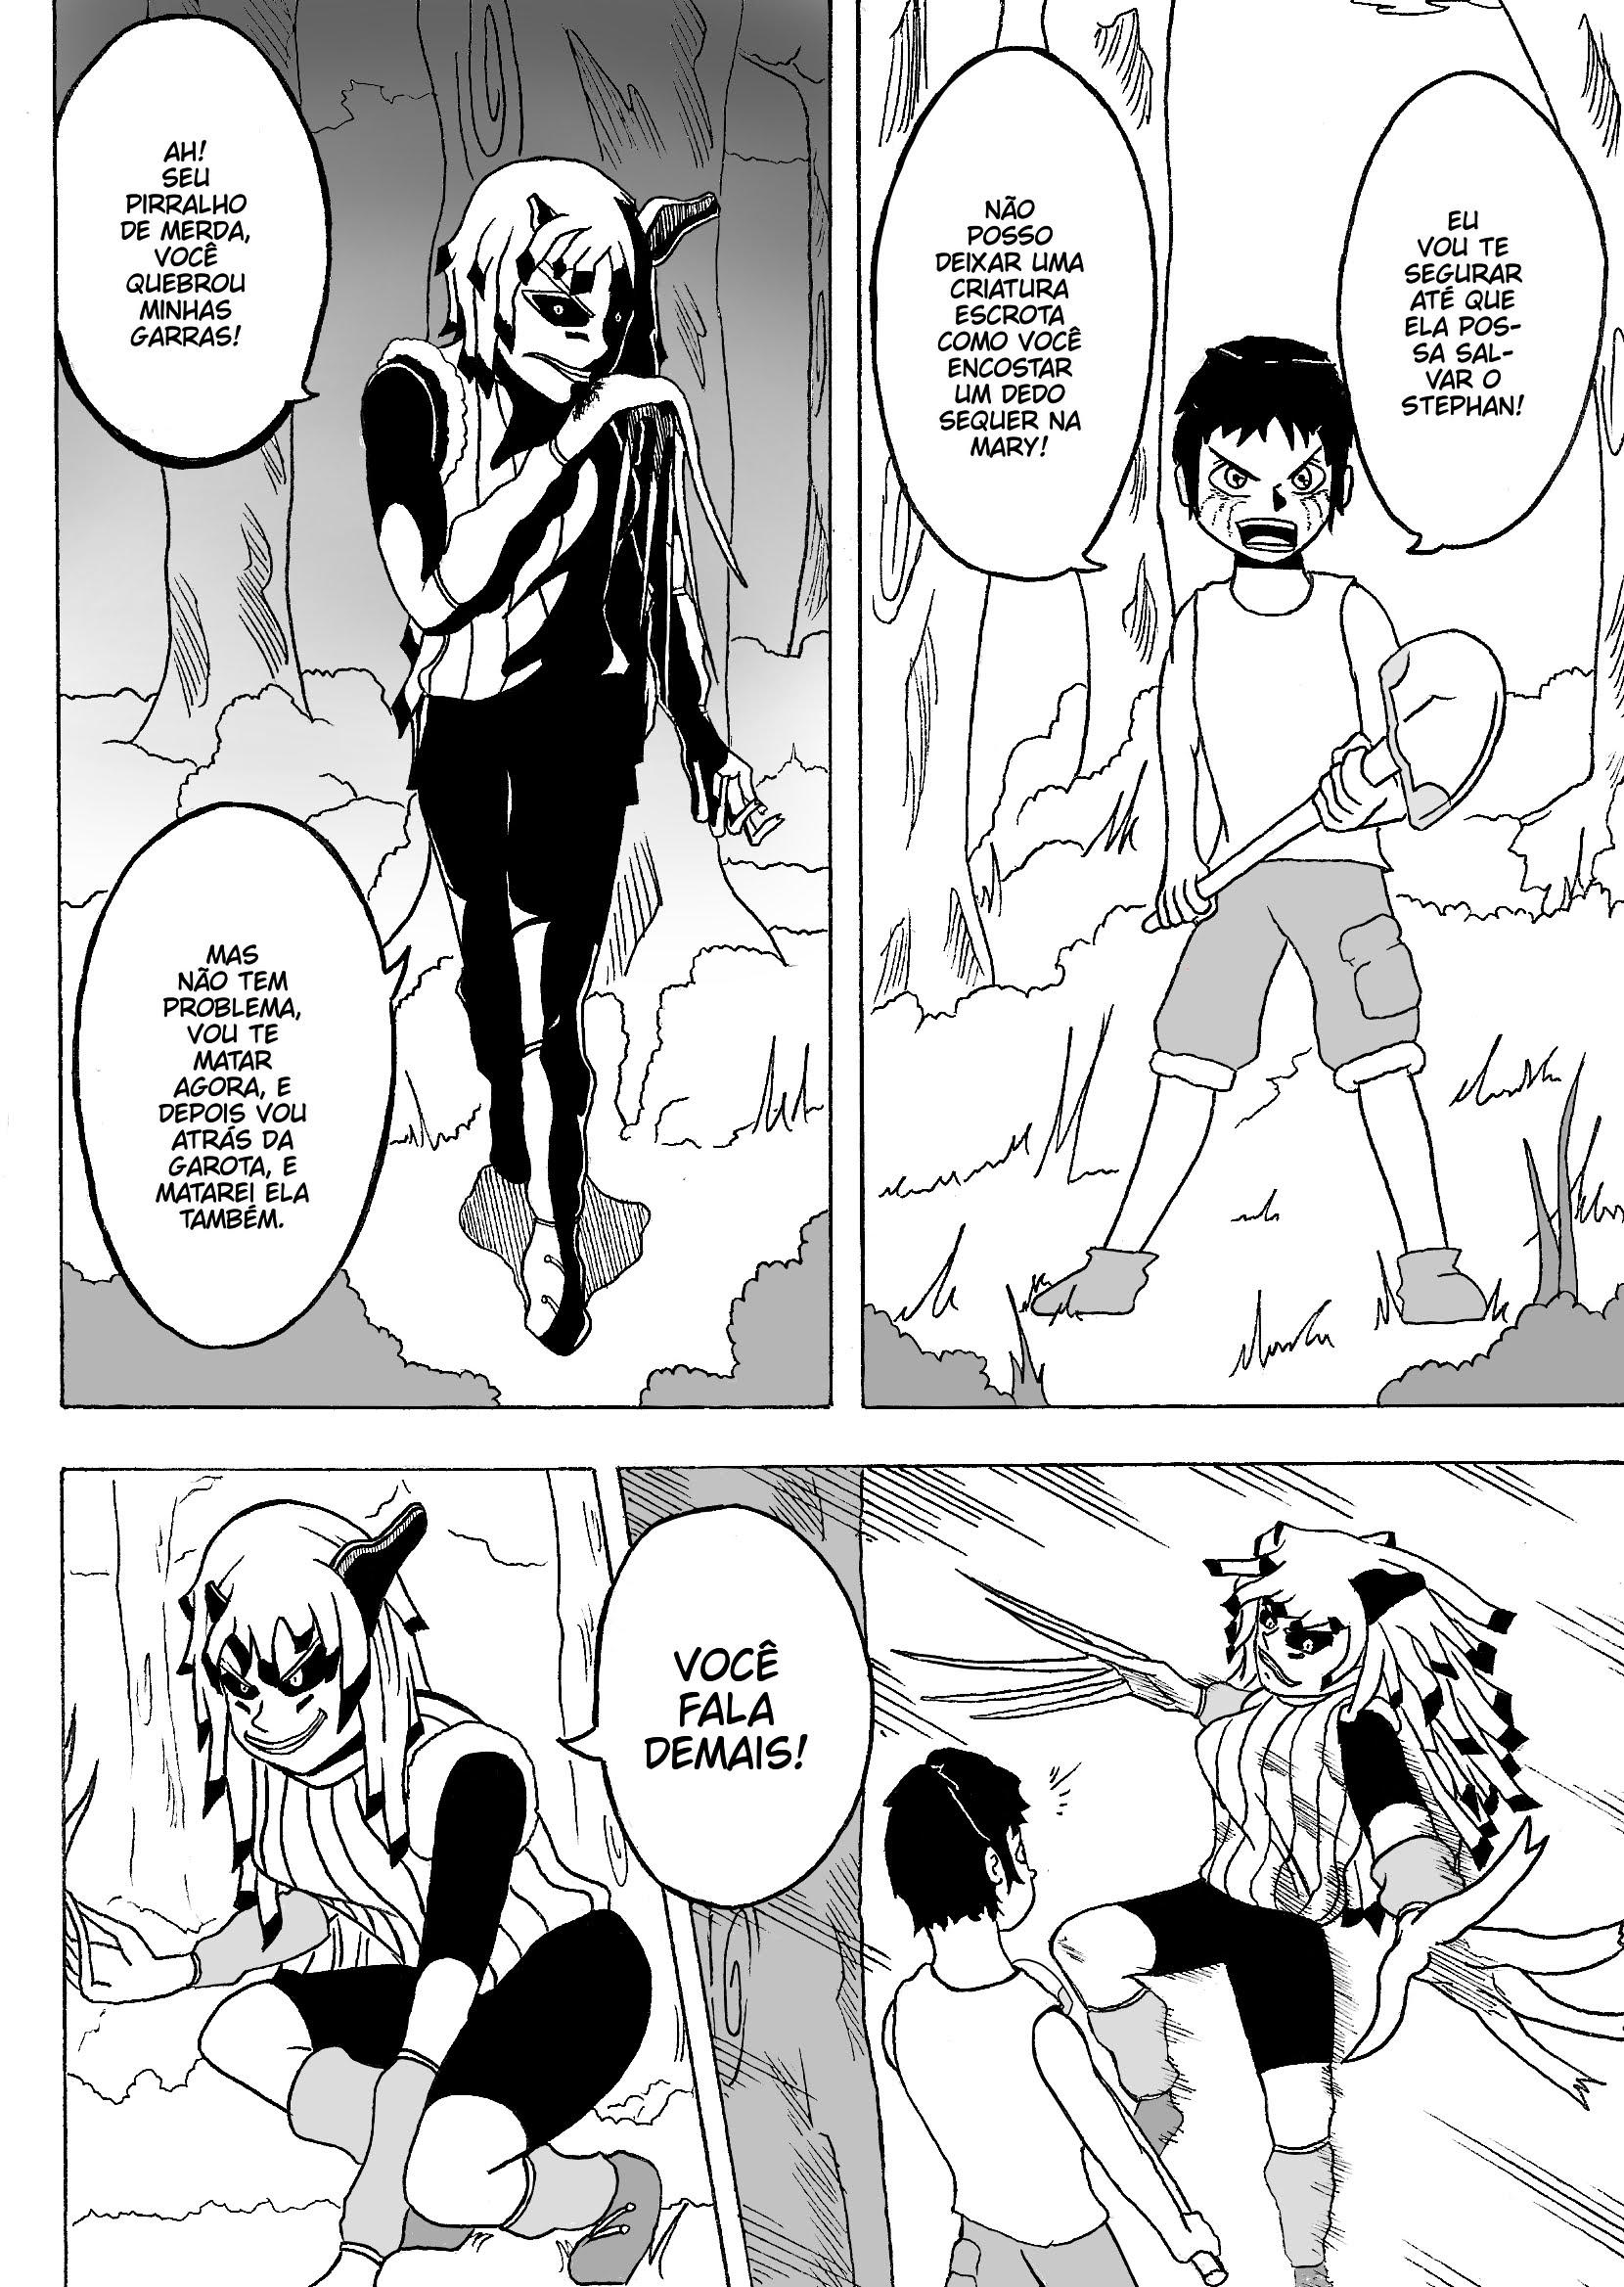 EU
VOU TE
SEGURAR
ATÉ QUE
ELA POS-
SA SAL-
VAR O
STEPHAN!
NÃO
POSSO
DEIXAR UMA
CRIATURA
ESCROTA
COMO VOCÊ
ENCOSTAR
UM DEDO
SEQUER NA
MARY!
AH!
SEU
PIRRALHO
DE MERDA,
VOCÊ
QUEBROU
MINHAS
GARRAS!
MAS
NÃO TEM
PROBLEMA,
VOU TE
MATAR
AGORA, E
DEPOIS VOU
ATRÁS DA
GAROTA, E
MATAREI ELA
TAMBÉM.
VOCÊ
FALA
DEMAIS!